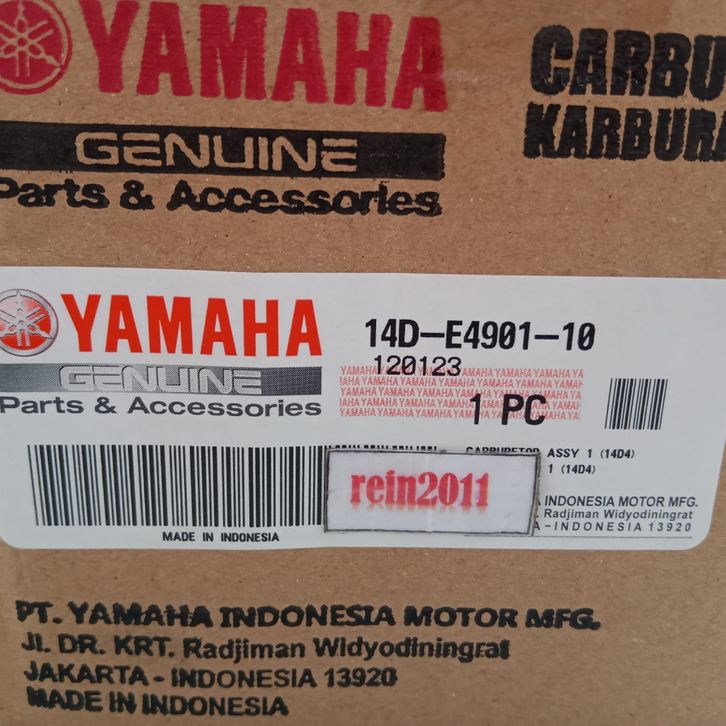 YAMAHA
GENUINE
Parts & Accessories
CARBU
KARBURA
YAMAHA
GENUINE
Parts & Accessories
14D-E4901-10
120123
1 PC
CARBURETOR ASSY 1 (14D4)
1 (14D4)
rein2011
INDONESIA MOTOR MFG.
Radjiman Widyodiningrat
A-INDONESIA 13920
MADE IN INDONESIA
PT. YAMAHA INDONESIA MOTOR MFG.
Jl. DR. KRT. Radjiman Widyodiningrat
JAKARTA - INDONESIA 13920
MADE IN INDONESIA